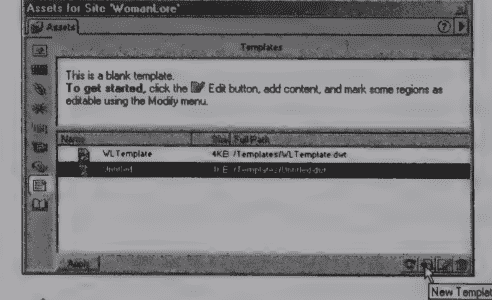 Assets for Site 'WomanLore'
Assets
Templates
This is a blank template.
To get started, click the Edit button, add content, and mark some regions as
editable using the Modify menu.
Name Size Full Path
WLTemplate 4KB /Templates/WLTemplate.dwt
Untitled 1KB /Templates/Untitled.dwt
Apply
New Templat